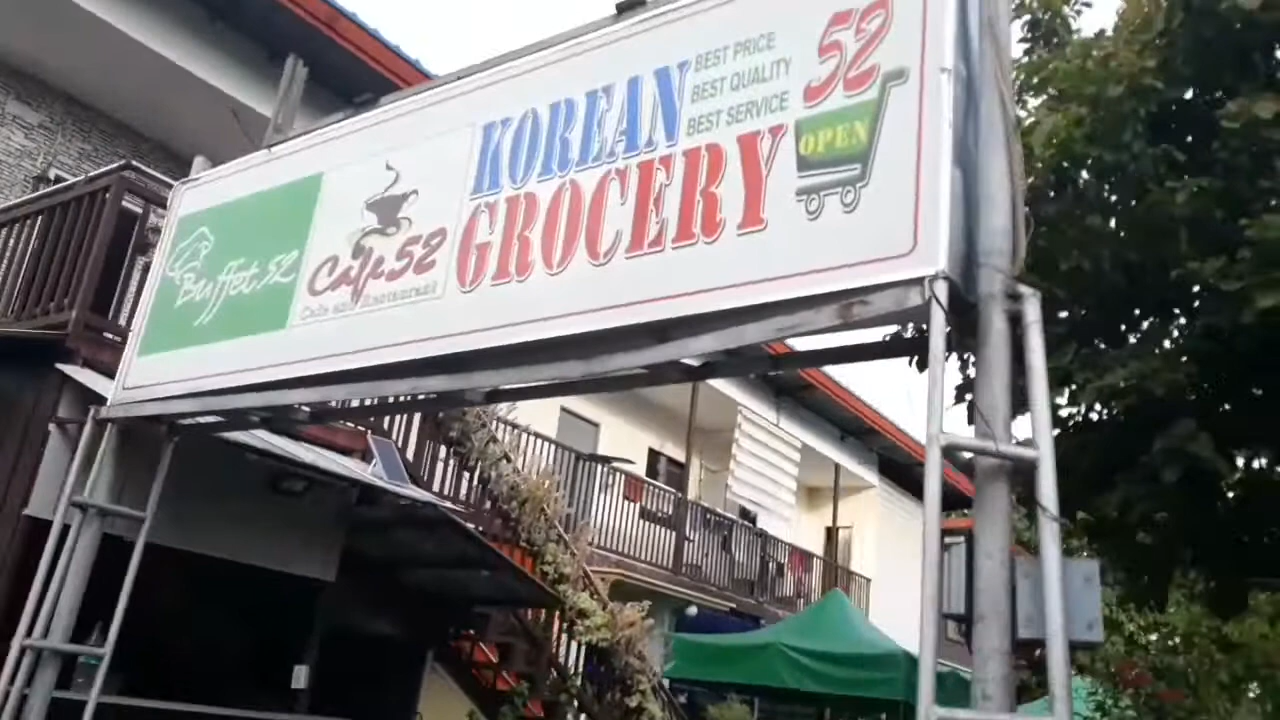 Buffet.52
Cafe.52
Cafe and Restaurant
KOREAN
GROCERY
BEST PRICE
BEST QUALITY
BEST SERVICE
52
OPEN